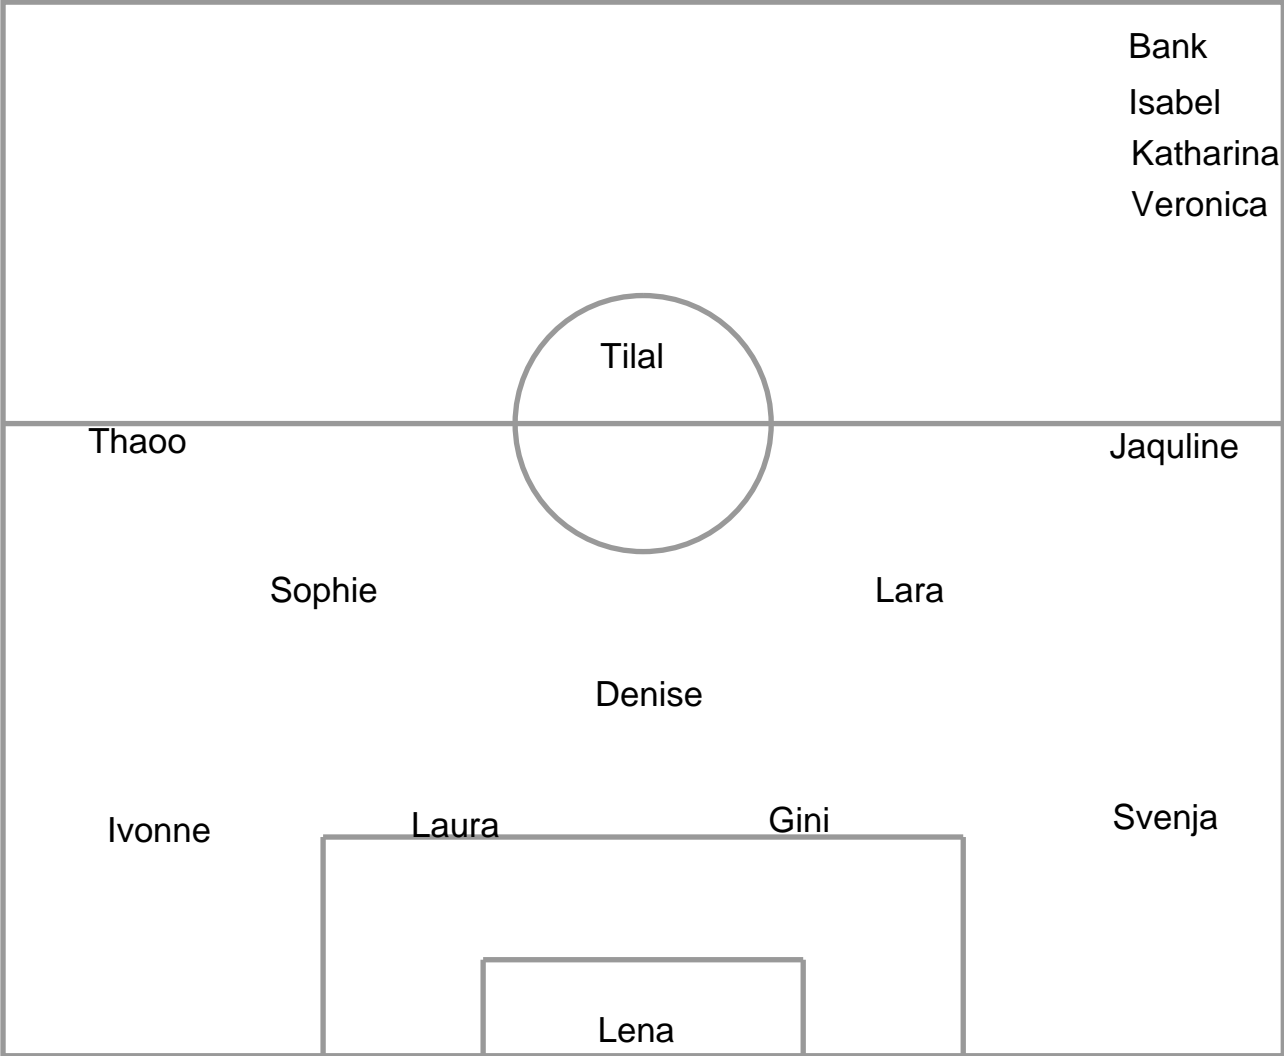 Bank
Isabel
Katharina
Veronica
Tilal
Thaoo
Jaquline
Sophie
Lara
Denise
Ivonne
Laura
Gini
Svenja
Lena